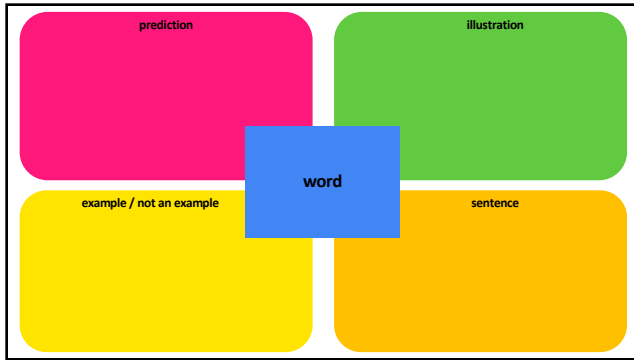 prediction
illustration
word
example / not an example
sentence